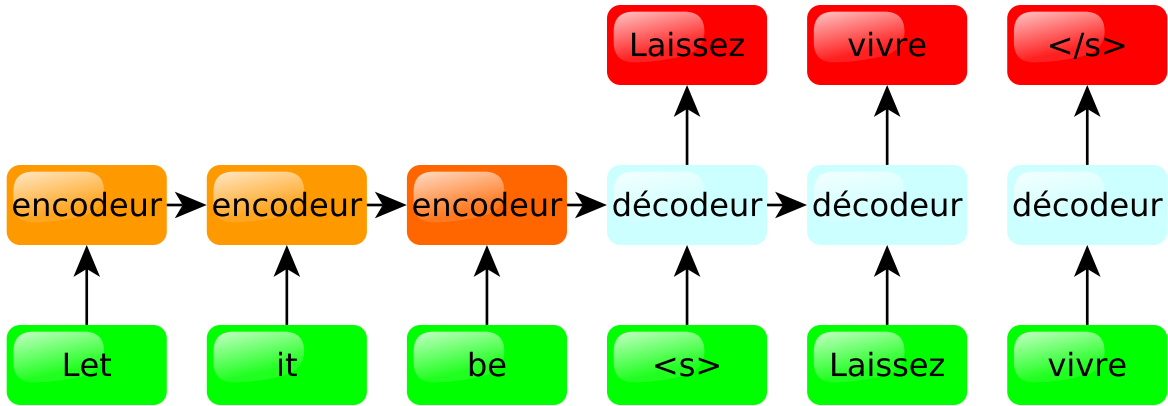 Laissez vivre </s>
encodeur encodeur encodeur décodeur décodeur décodeur
Let it be <s> Laissez vivre